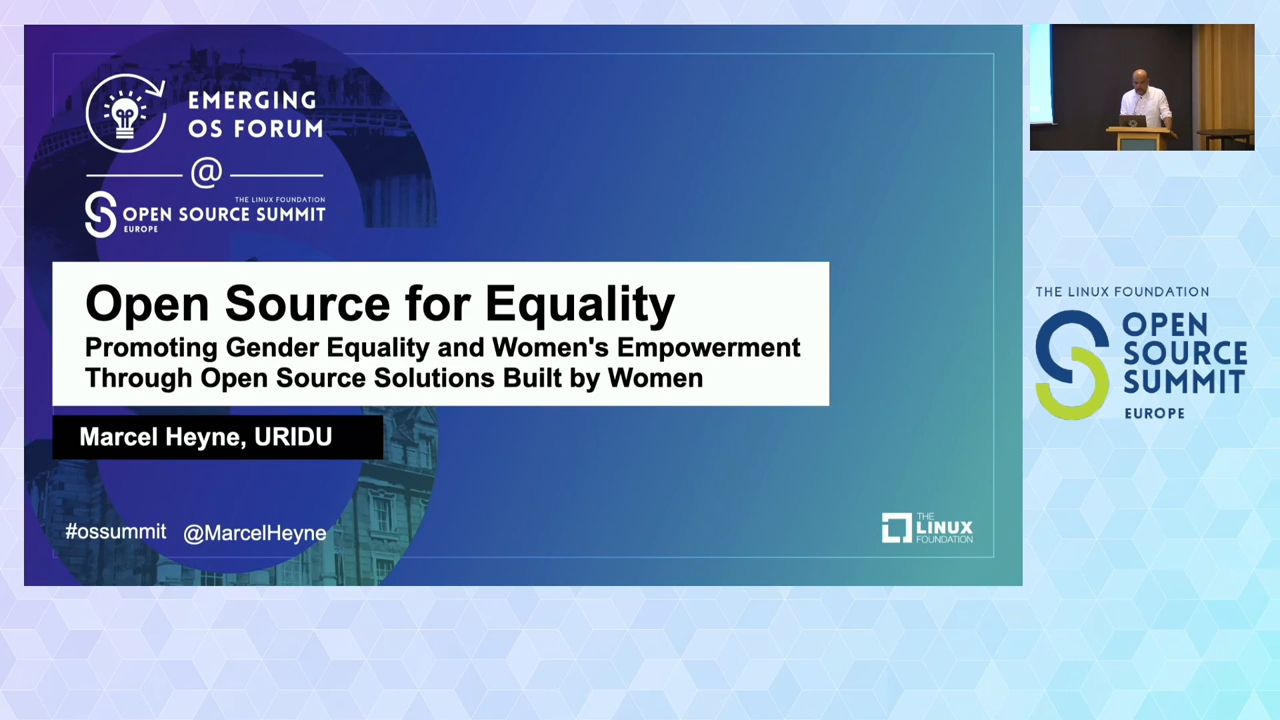 EMERGING
OS FORUM
@
THE LINUX FOUNDATION
OPEN SOURCE SUMMIT
EUROPE
Open Source for Equality
Promoting Gender Equality and Women's Empowerment
Through Open Source Solutions Built by Women
Marcel Heyne, URIDU
#ossummit @MarcelHeyne
THE
LINUX
FOUNDATION
THE LINUX FOUNDATION
OPEN
SOURCE
SUMMIT
EUROPE